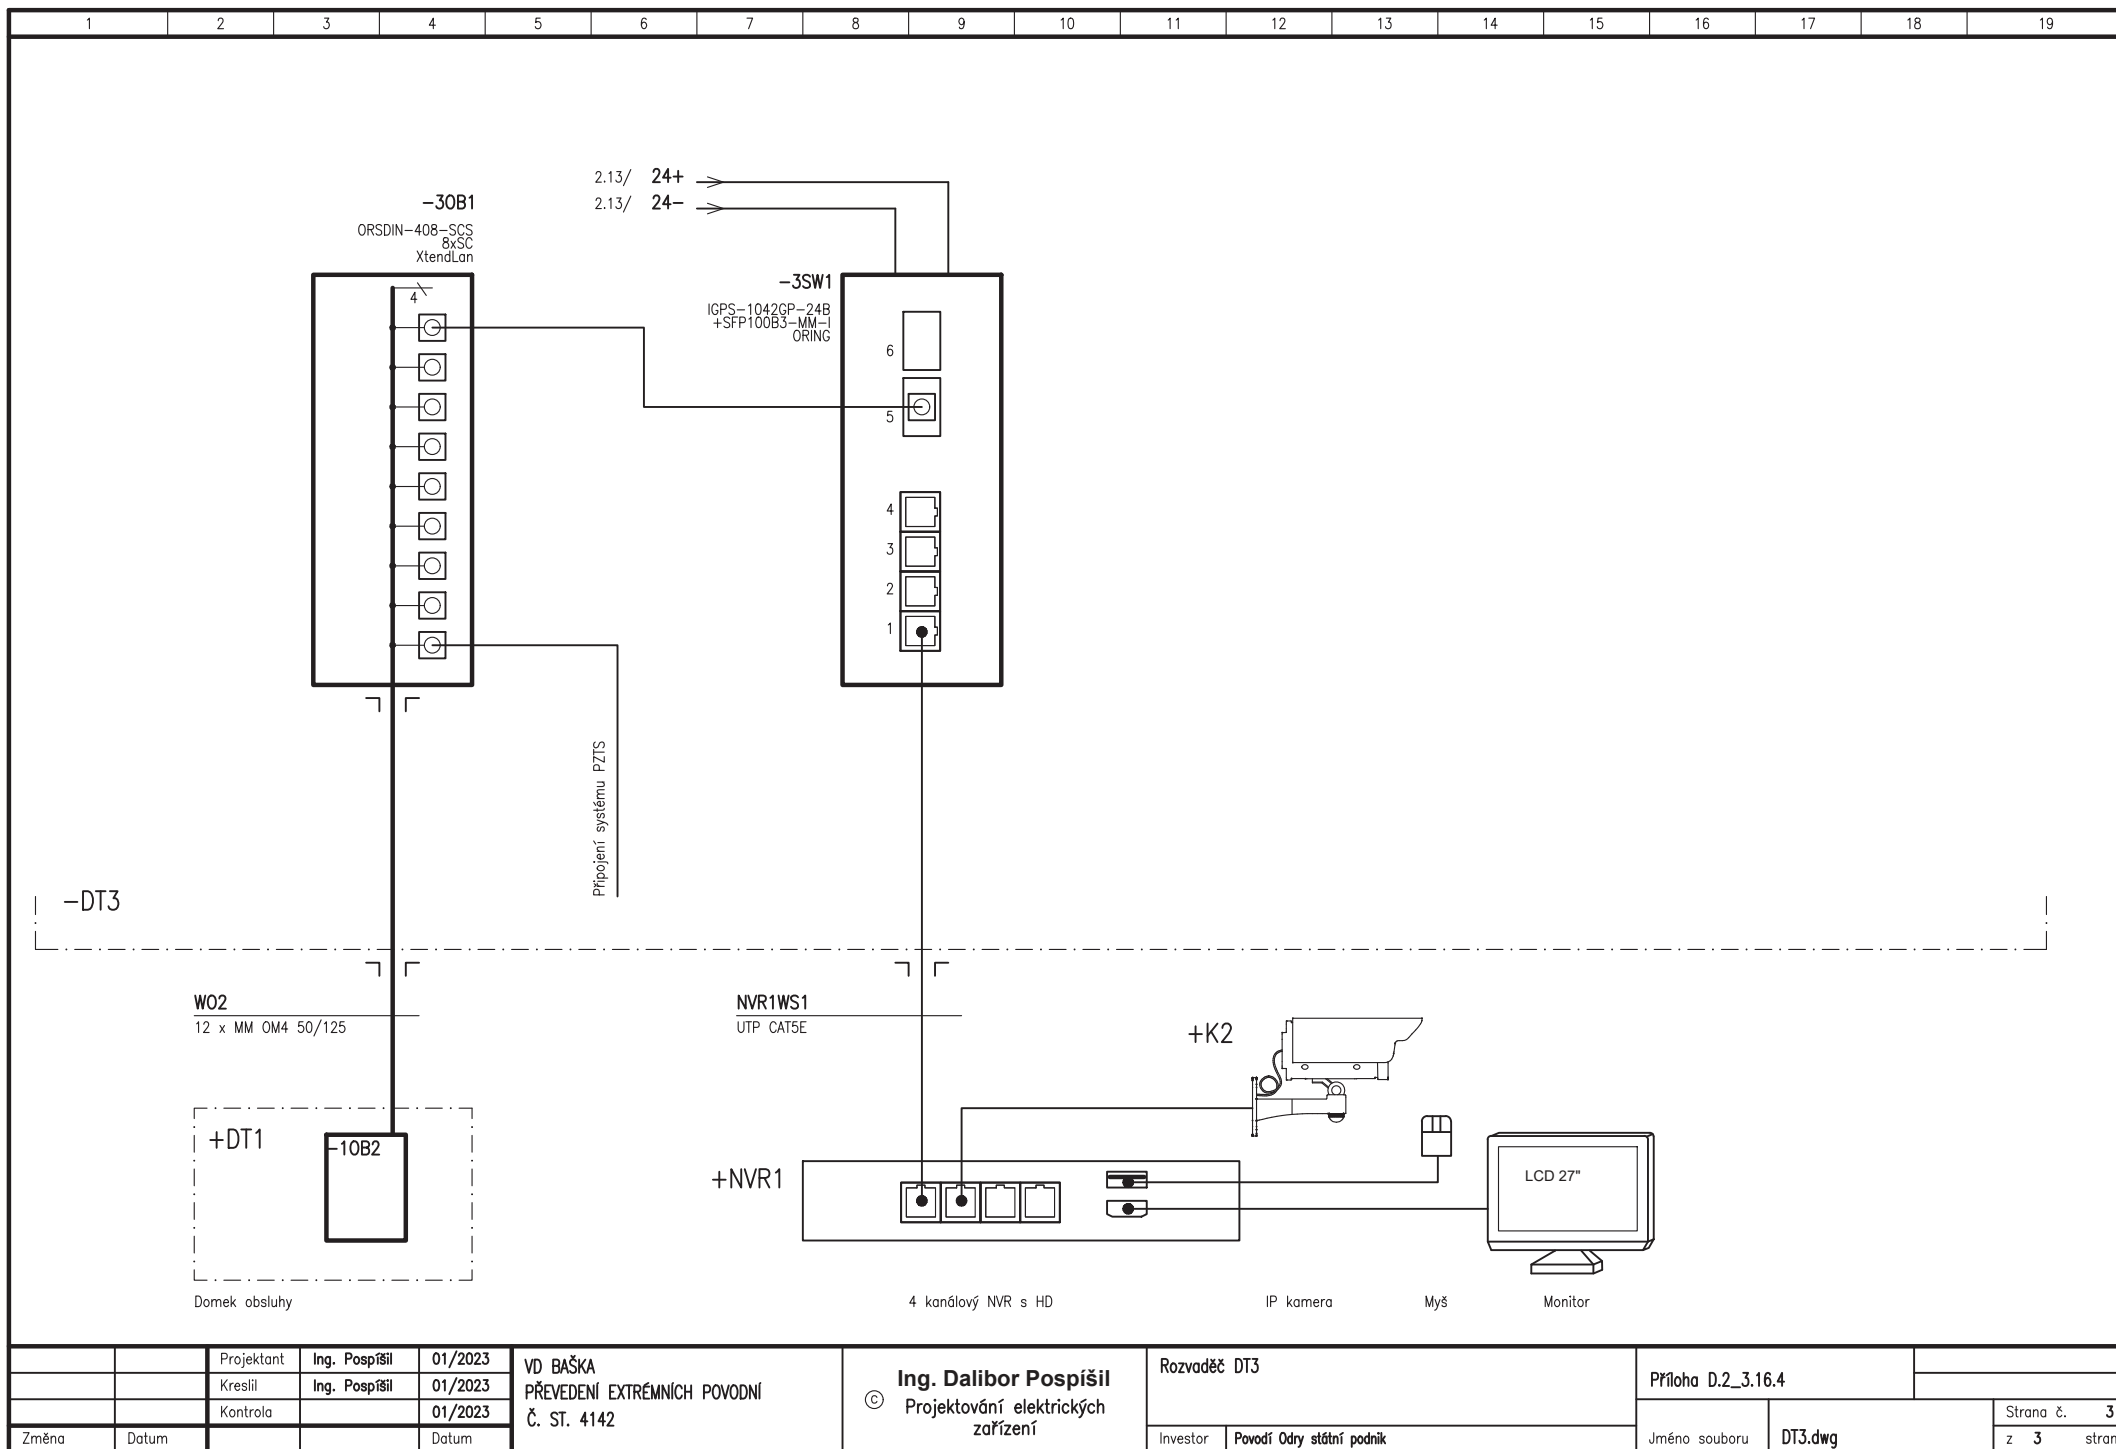 1 2 3 4 5 6 7 8 9 10 11 12 13 14 15 16 17 18 19
2.13/ 24+
2.13/ 24-
-3OB1
ORSDIN-408-SCS
8xSC
XtendLan
4
-3SW1
IGPS-1042GP-24B
+SFP100B3-MM-I
ORING
6
5
4
3
2
1
Připojení systému PZTS
-DT3
WO2
12 x MM OM4 50/125
NVR1WS1
UTP CAT5E
+K2
+DT1
-1OB2
+NVR1
LCD 27"
Domek obsluhy
4 kanálový NVR s HD
IP kamera
Myš
Monitor
Projektant Ing. Pospíšil 01/2023
Kreslil Ing. Pospíšil 01/2023
Kontrola 01/2023
Změna Datum Datum
VD BAŠKA
PŘEVEDENÍ EXTRÉMNÍCH POVODNÍ
Č. ST. 4142
© Ing. Dalibor Pospíšil
Projektování elektrických
zařízení
Rozvaděč DT3
Investor Povodí Odry státní podnik
Příloha D.2_3.16.4
Jméno souboru DT3.dwg
Strana č. 3
z 3 stran